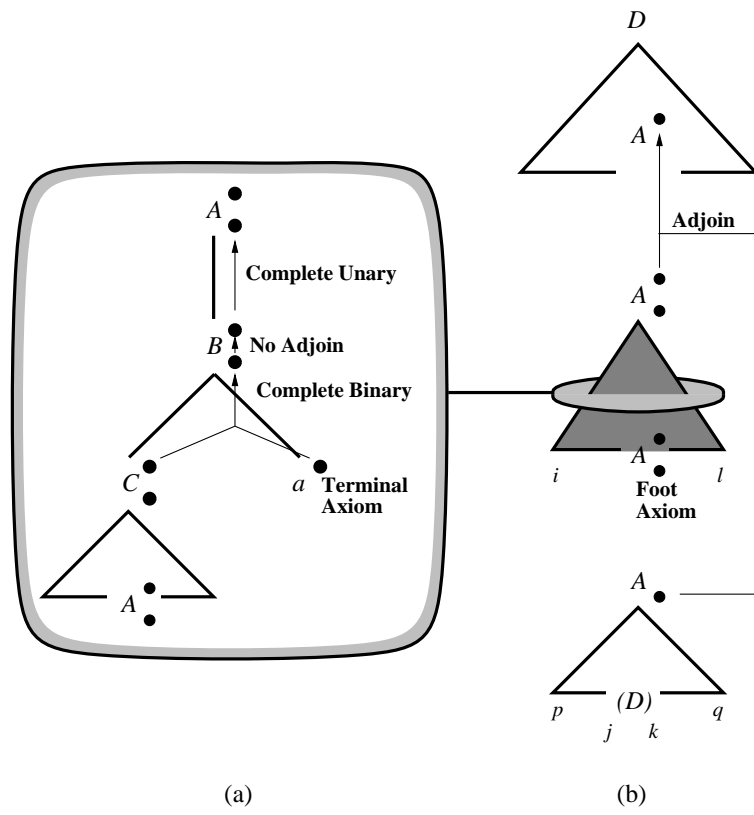 A
Complete Unary
B
No Adjoin
Complete Binary
C
a
Terminal
Axiom
A
D
A
Adjoin
A
A
i
l
Foot
Axiom
A
p
(D)
q
j
k
(a)
(b)